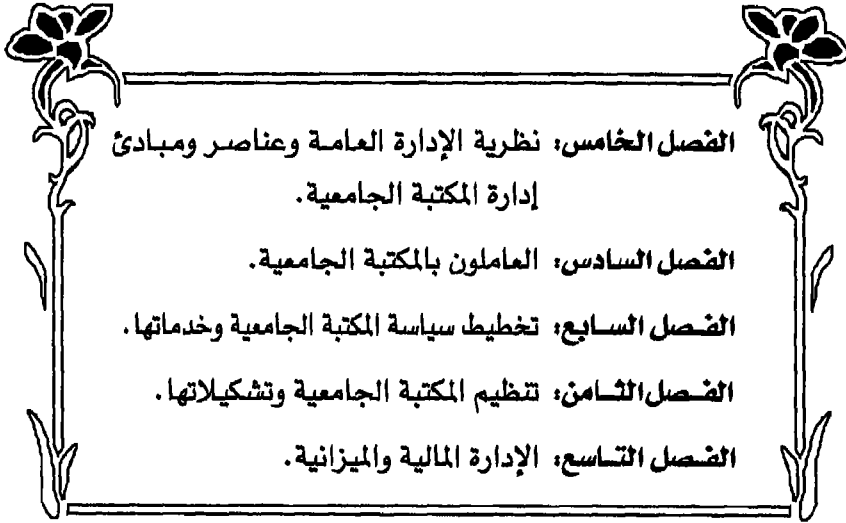 الفصل الخامس: نظرية الإدارة العامة وعناصر ومبادئ
إدارة المكتبة الجامعية.
الفصل السادس: العاملون بالمكتبة الجامعية.
الفصل السابع: تخطيط سياسة المكتبة الجامعية وخدماتها.
الفصل الثامن: تنظيم المكتبة الجامعية وتشكيلاتها.
الفصل التاسع: الإدارة المالية والميزانية.